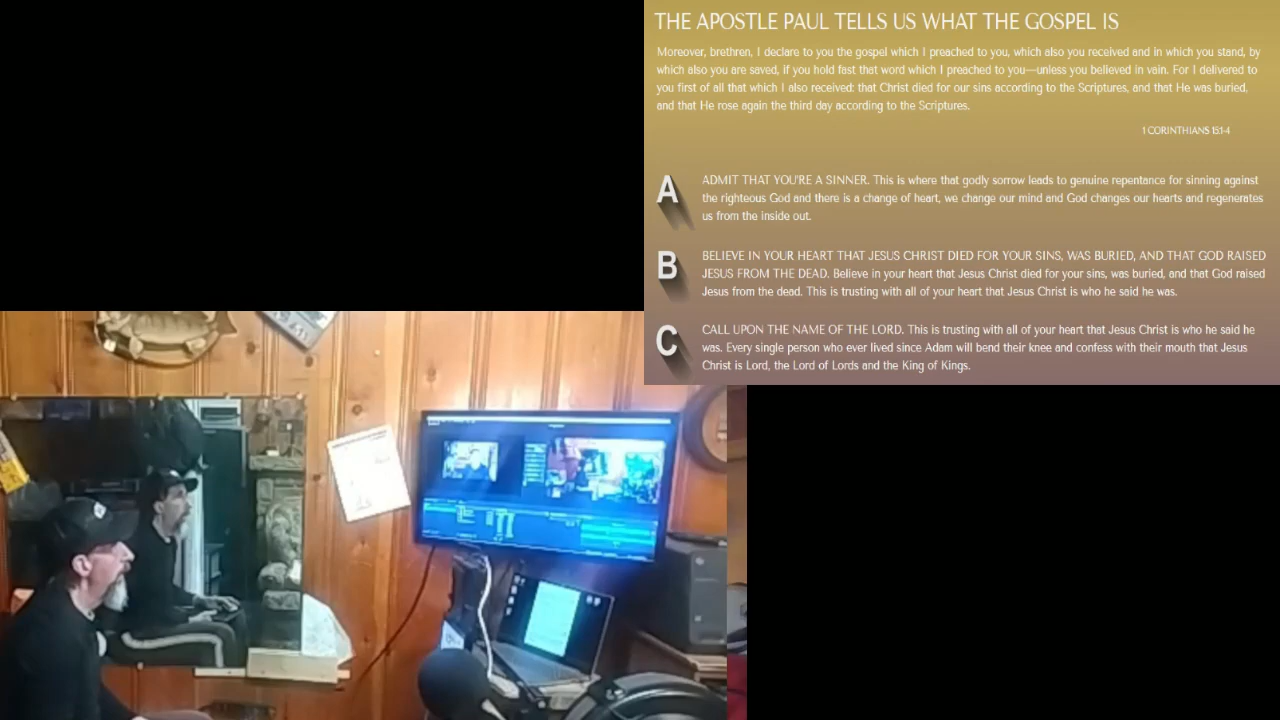 THE APOSTLE PAUL TELLS US WHAT THE GOSPEL IS
Moreover, brethren, I declare to you the gospel which I preached to you, which also you received and in which you stand, by
which also you are saved, if you hold fast that word which I preached to you—unless you believed in vain. For I delivered to
you first of all that which I also received: that Christ died for our sins according to the Scriptures, and that He was buried,
and that He rose again the third day according to the Scriptures.
1 CORINTHIANS 15:1-4
A
ADMIT THAT YOU'RE A SINNER. This is where that godly sorrow leads to genuine repentance for sinning against
the righteous God and there is a change of heart, we change our mind and God changes our hearts and regenerates
us from the inside out.
B
BELIEVE IN YOUR HEART THAT JESUS CHRIST DIED FOR YOUR SINS, WAS BURIED, AND THAT GOD RAISED
JESUS FROM THE DEAD. Believe in your heart that Jesus Christ died for your sins, was buried, and that God raised
Jesus from the dead. This is trusting with all of your heart that Jesus Christ is who he said he was.
C
CALL UPON THE NAME OF THE LORD. This is trusting with all of your heart that Jesus Christ is who he said he
was. Every single person who ever lived since Adam will bend their knee and confess with their mouth that Jesus
Christ is Lord, the Lord of Lords and the King of Kings.